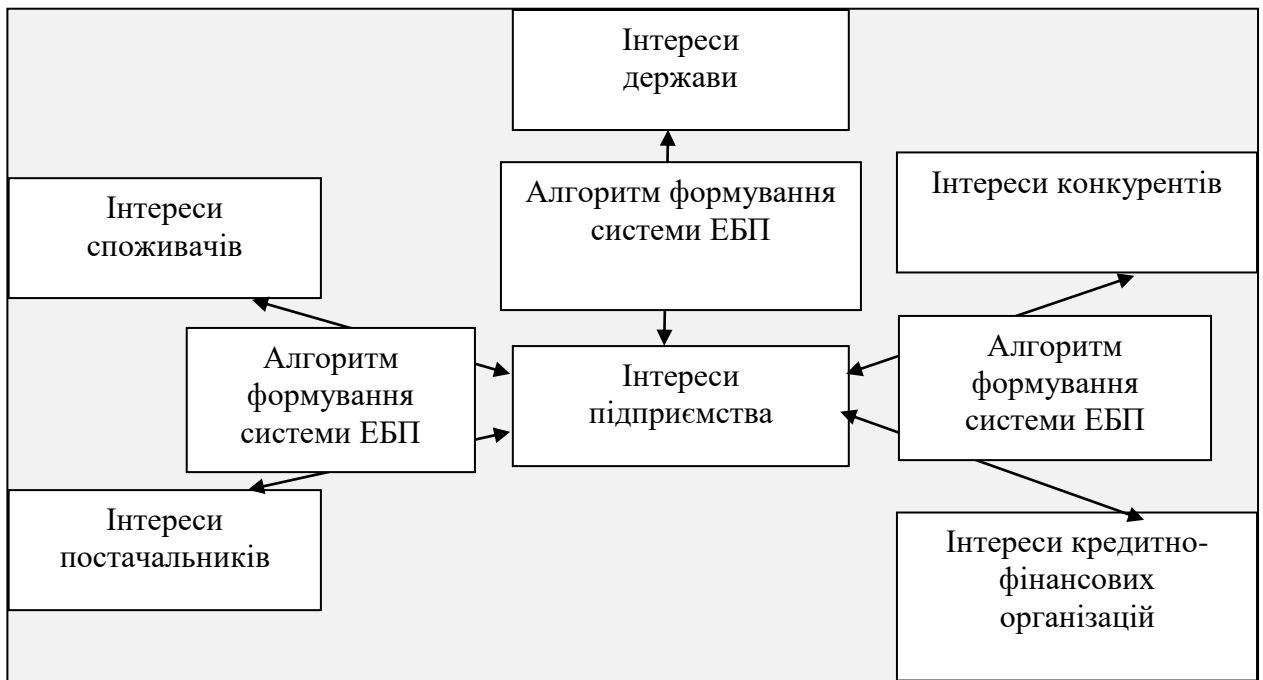 Інтереси
держави
Алгоритм формування
системи ЕБП
Інтереси конкурентів
Інтереси
споживачів
Алгоритм
формування
системи ЕБП
Інтереси
підприємства
Алгоритм
формування
системи ЕБП
Інтереси
постачальників
Інтереси кредитно-
фінансових
організацій